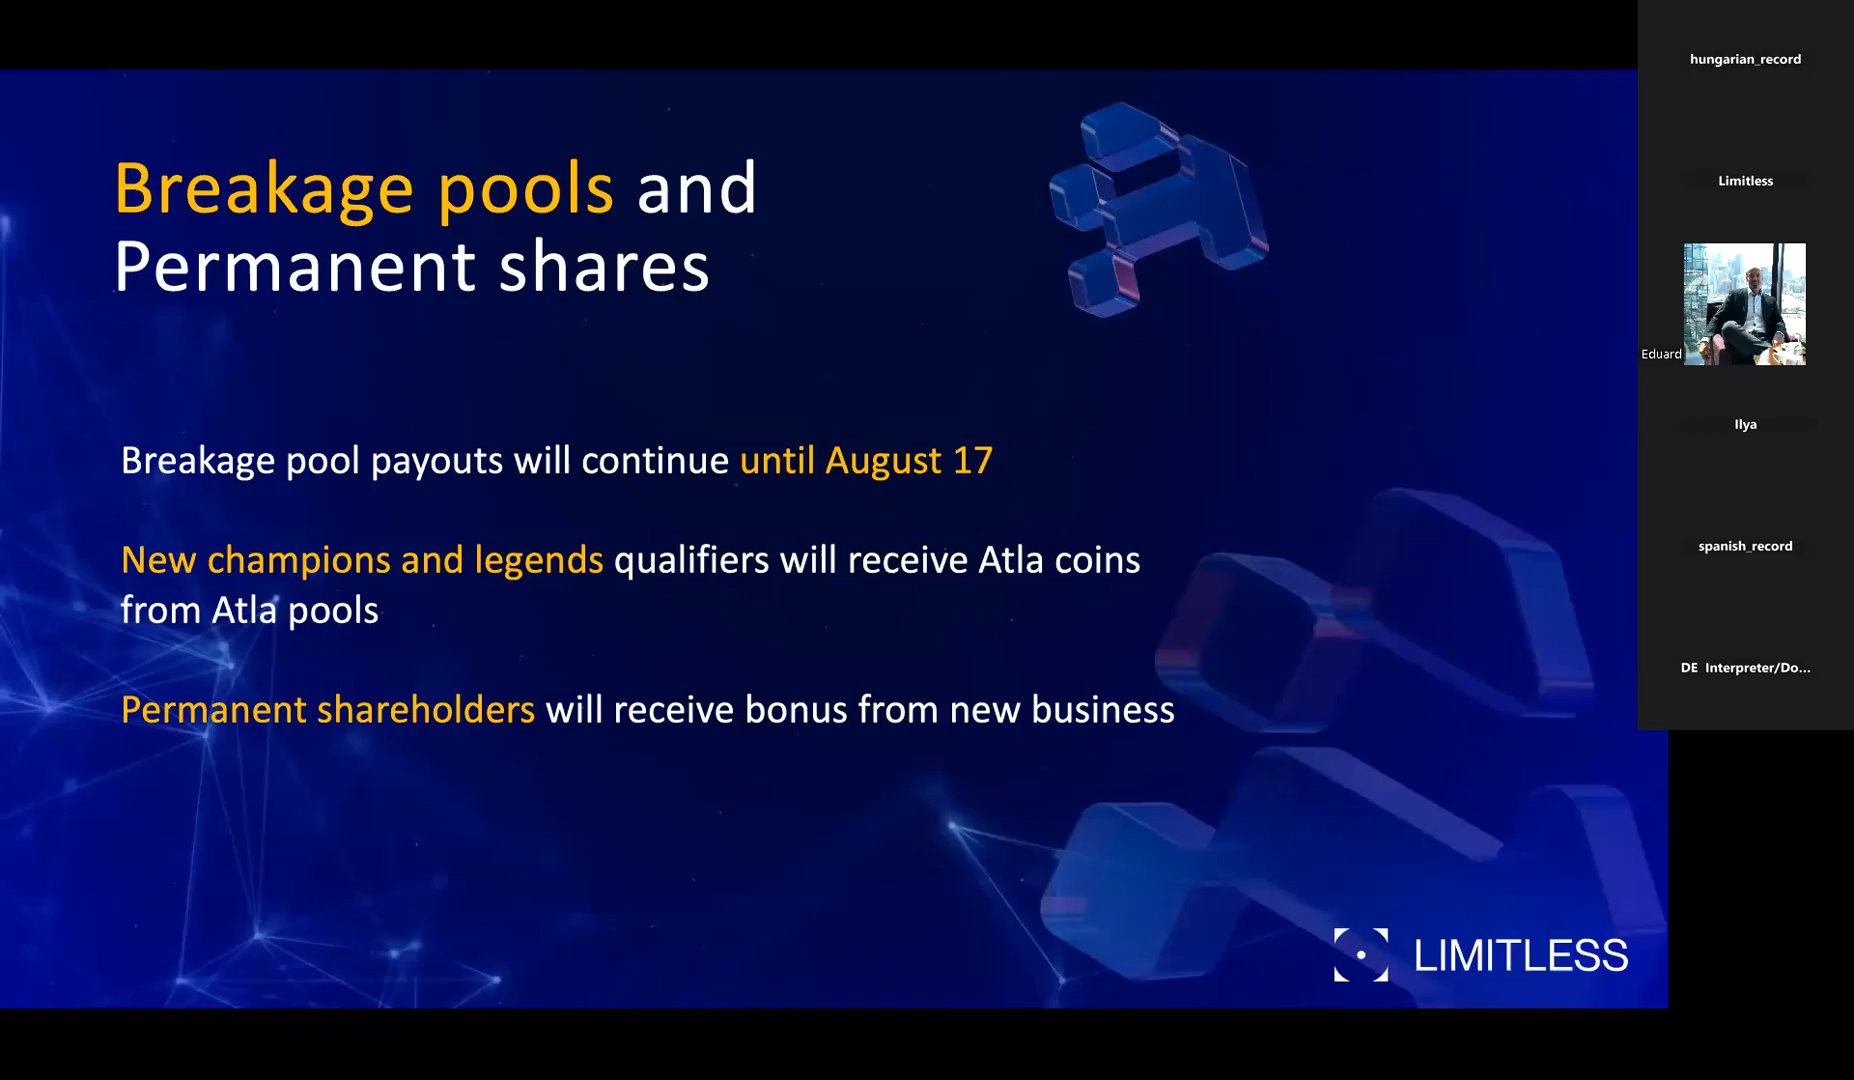 Breakage pools and
Permanent shares
Breakage pool payouts will continue until August 17
New champions and legends qualifiers will receive Atla coins
from Atla pools
Permanent shareholders will receive bonus from new business
LIMITLESS
hungarian_record
Limitless
Eduard
Ilya
spanish_record
DE Interpreter/Do...